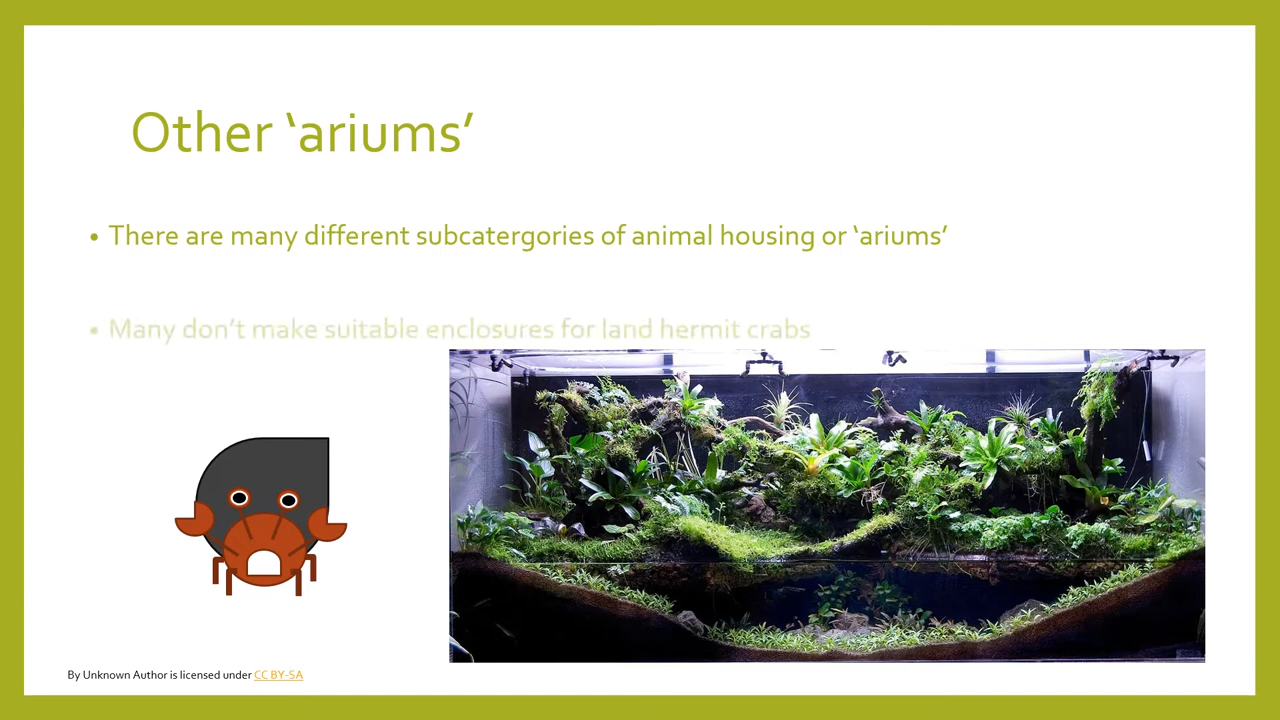 Other ‘ariums’
• There are many different subcatergories of animal housing or ‘ariums’
• Many don’t make suitable enclosures for land hermit crabs
By Unknown Author is licensed under CC BY-SA